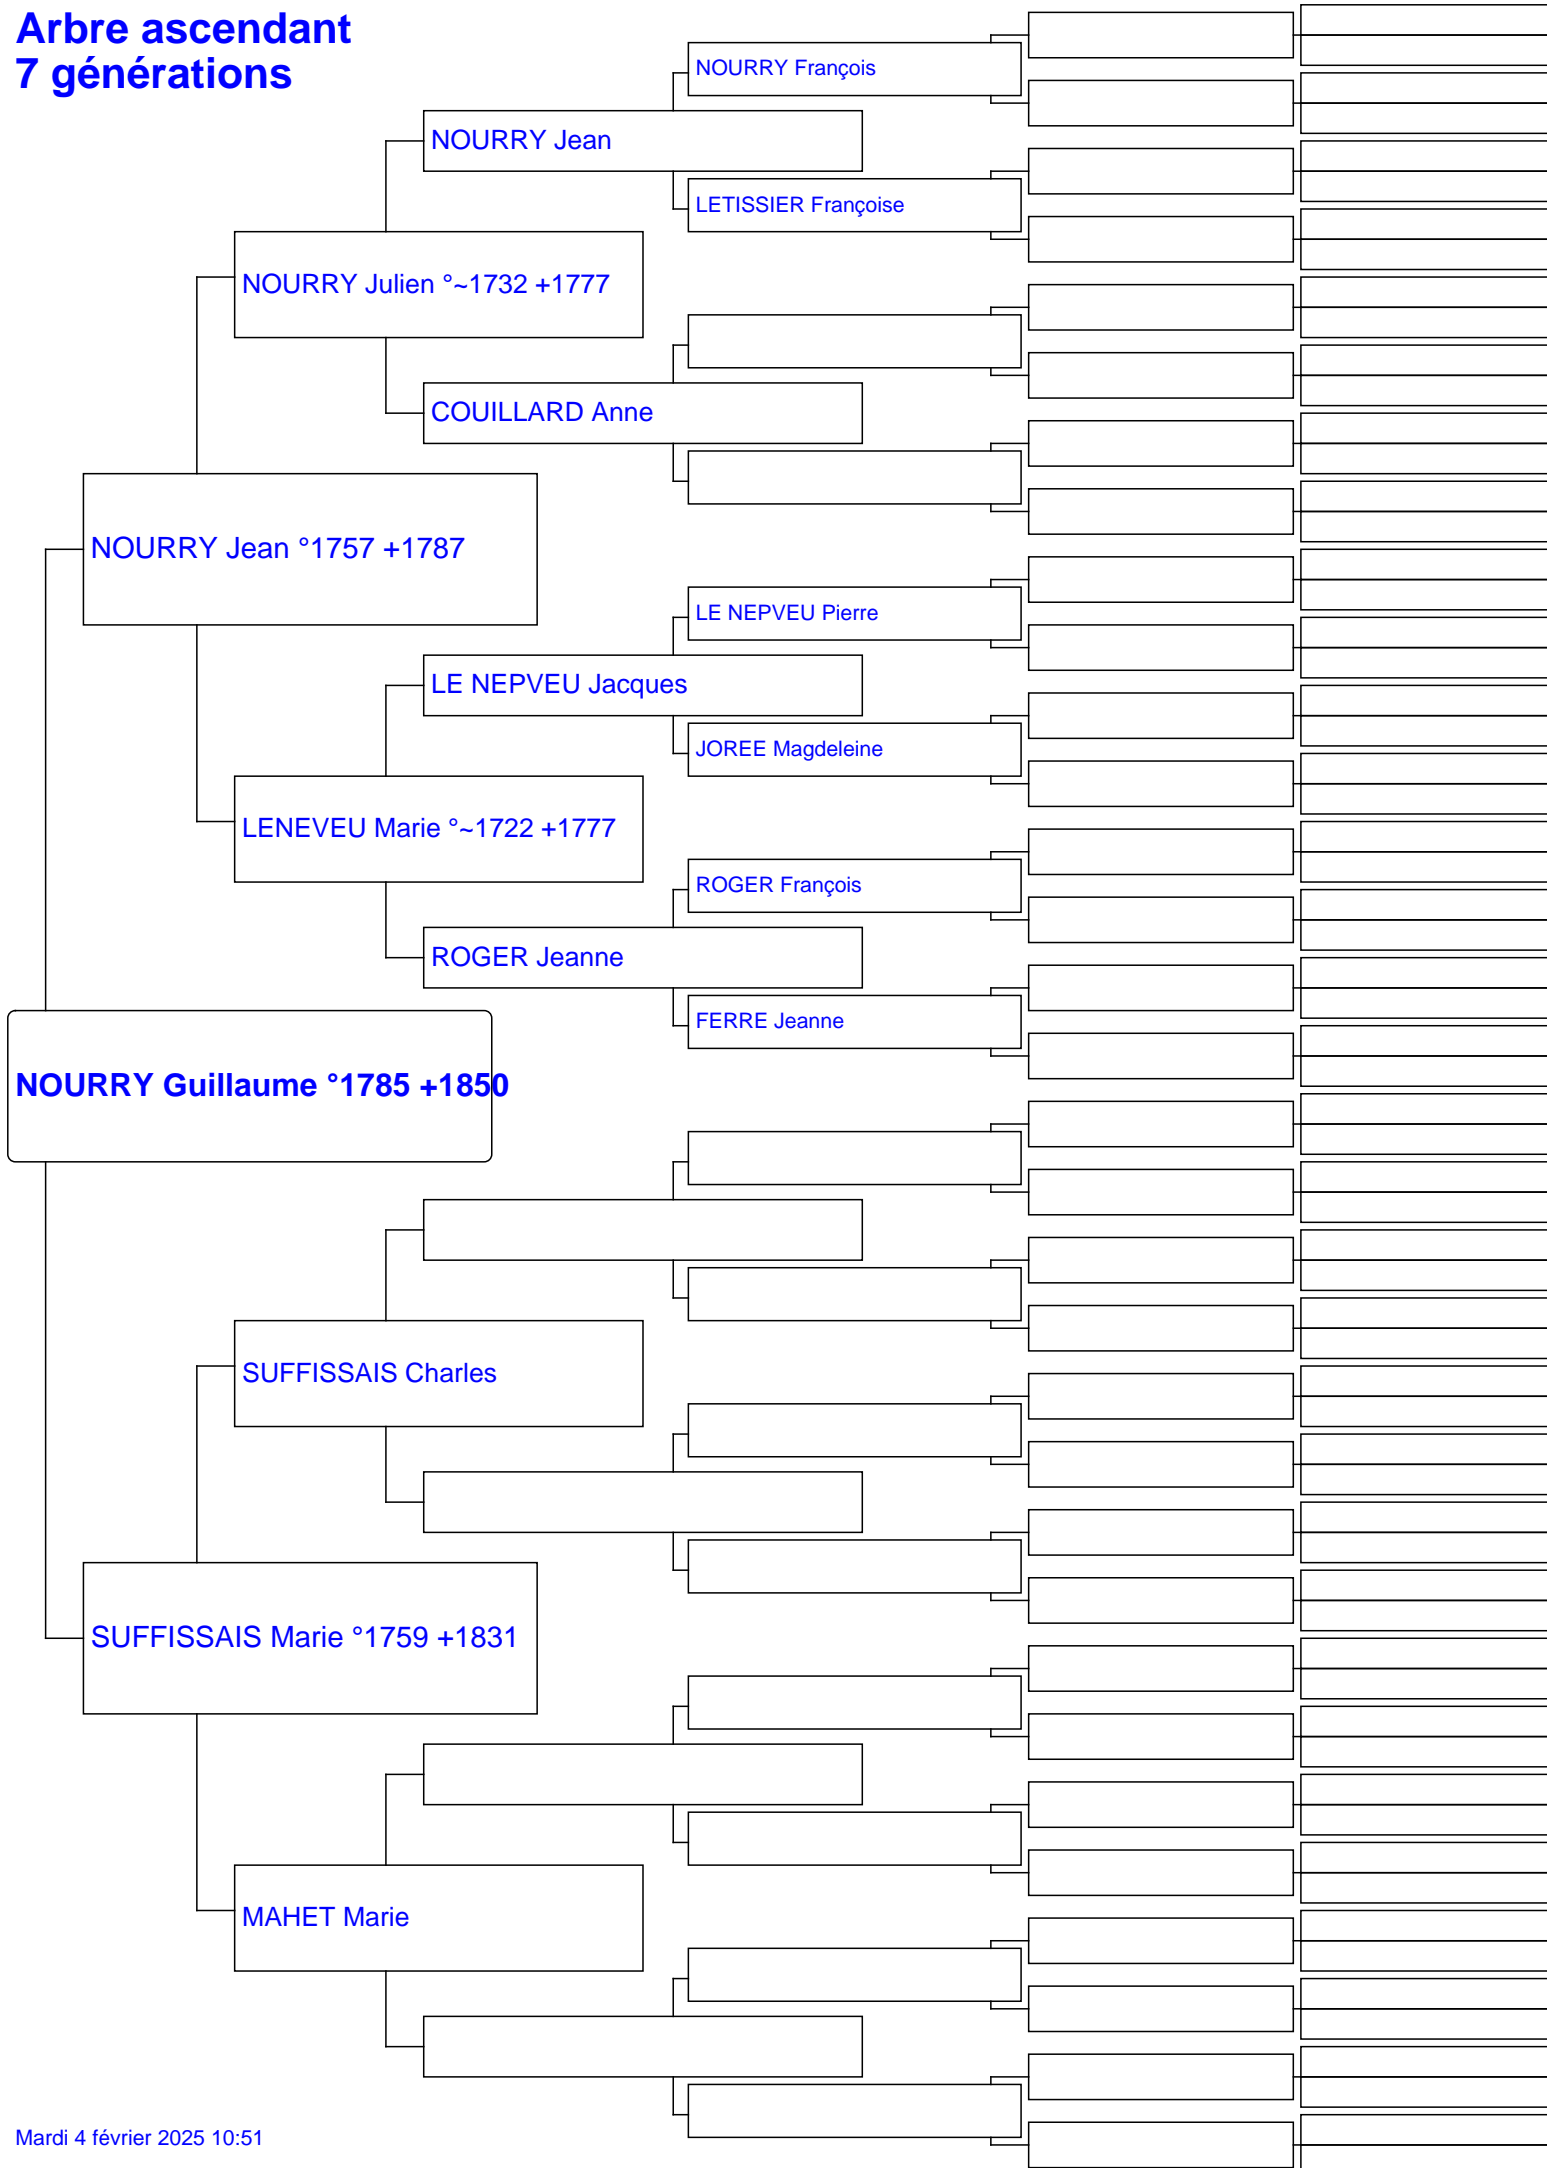 Arbre ascendant
7 générations
NOURRY François
NOURRY Jean
LETISSIER Françoise
NOURRY Julien °~1732 +1777
COUILLARD Anne
NOURRY Jean °1757 +1787
LE NEPVEU Pierre
LE NEPVEU Jacques
JOREE Magdeleine
LENEVEU Marie °~1722 +1777
ROGER François
ROGER Jeanne
FERRE Jeanne
NOURRY Guillaume °1785 +1850
SUFFISSAIS Charles
SUFFISSAIS Marie °1759 +1831
MAHET Marie
Mardi 4 février 2025 10:51